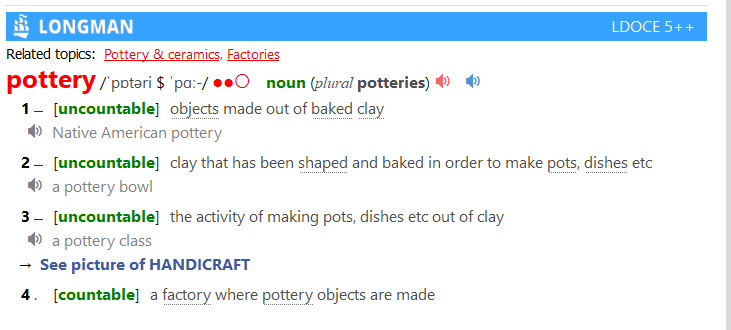 LONGMAN LDOCE 5++
Related topics: Pottery & ceramics, Factories
pottery /ˈpɒtəri $ ˈpɑː-/ ●●○ noun (plural potteries)
1 – [uncountable] objects made out of baked clay
Native American pottery
2 – [uncountable] clay that has been shaped and baked in order to make pots, dishes etc
a pottery bowl
3 – [uncountable] the activity of making pots, dishes etc out of clay
a pottery class
→ See picture of HANDICRAFT
4 . [countable] a factory where pottery objects are made